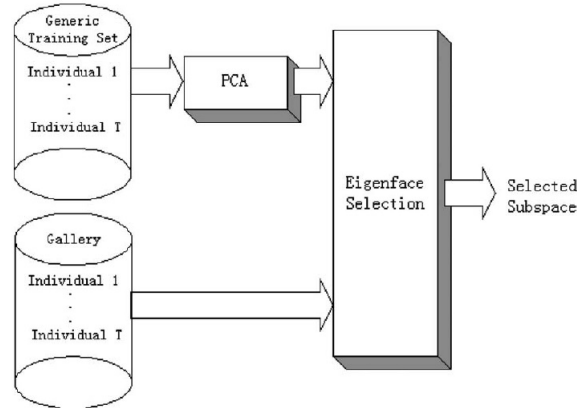 Generic
Training Set
Individual 1
.
.
.
Individual T
PCA
Eigenface
Selection
Selected
Subspace
Gallery
Individual 1
.
.
.
Individual T